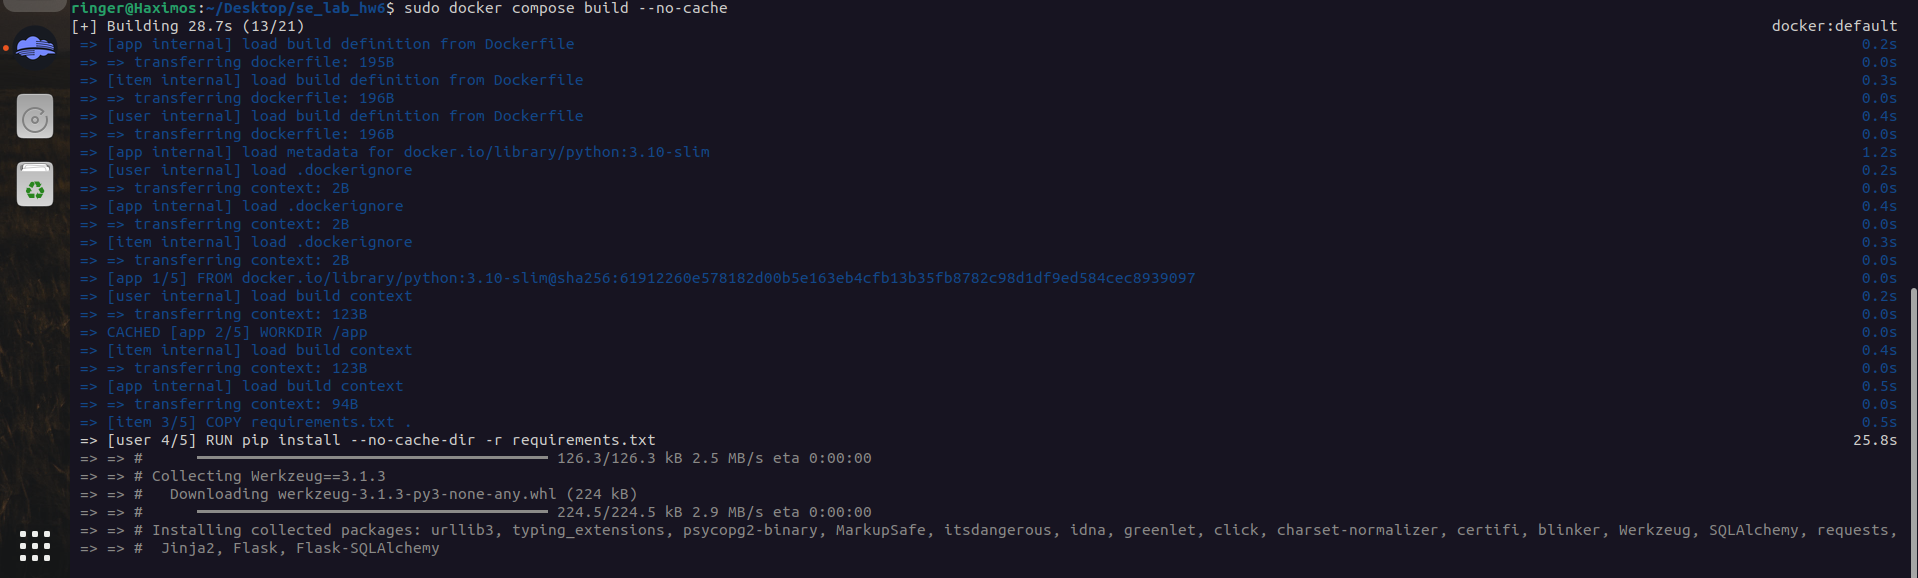 ringer@Haximos:~/Desktop/se_lab_hw6$ sudo docker compose build --no-cache
[+] Building 28.7s (13/21) docker:default
=> [app internal] load build definition from Dockerfile 0.2s
=> => transferring dockerfile: 195B 0.0s
=> [item internal] load build definition from Dockerfile 0.3s
=> => transferring dockerfile: 196B 0.0s
=> [user internal] load build definition from Dockerfile 0.4s
=> => transferring dockerfile: 196B 0.0s
=> [app internal] load metadata for docker.io/library/python:3.10-slim 1.2s
=> [user internal] load .dockerignore 0.2s
=> => transferring context: 2B 0.0s
=> [app internal] load .dockerignore 0.4s
=> => transferring context: 2B 0.0s
=> [item internal] load .dockerignore 0.3s
=> => transferring context: 2B 0.0s
=> [app 1/5] FROM docker.io/library/python:3.10-slim@sha256:61912260e578182d00b5e163eb4cfb13b35fb8782c98d1df9ed584cec8939097 0.0s
=> [user internal] load build context 0.2s
=> => transferring context: 123B 0.0s
=> CACHED [app 2/5] WORKDIR /app 0.0s
=> [item internal] load build context 0.4s
=> => transferring context: 123B 0.0s
=> [app internal] load build context 0.5s
=> => transferring context: 94B 0.0s
=> [item 3/5] COPY requirements.txt . 0.5s
=> [user 4/5] RUN pip install --no-cache-dir -r requirements.txt 25.8s
=> => # 126.3/126.3 kB 2.5 MB/s eta 0:00:00
=> => # Collecting Werkzeug==3.1.3
=> => # Downloading werkzeug-3.1.3-py3-none-any.whl (224 kB)
=> => # 224.5/224.5 kB 2.9 MB/s eta 0:00:00
=> => # Installing collected packages: urllib3, typing_extensions, psycopg2-binary, MarkupSafe, itsdangerous, idna, greenlet, click, charset-normalizer, certifi, blinker, Werkzeug, SQLAlchemy, requests,
=> => # Jinja2, Flask, Flask-SQLAlchemy